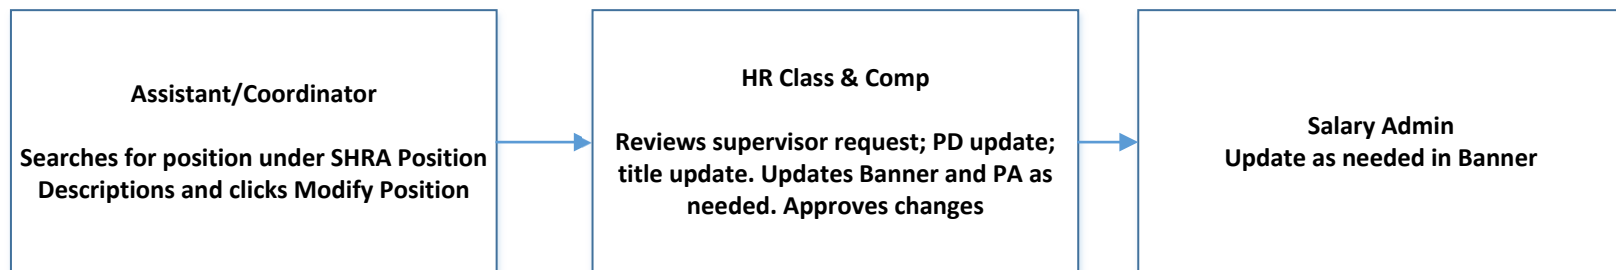 Assistant/Coordinator
Searches for position under SHRA Position
Descriptions and clicks Modify Position
HR Class & Comp
Reviews supervisor request; PD update;
title update. Updates Banner and PA as
needed. Approves changes
Salary Admin
Update as needed in Banner